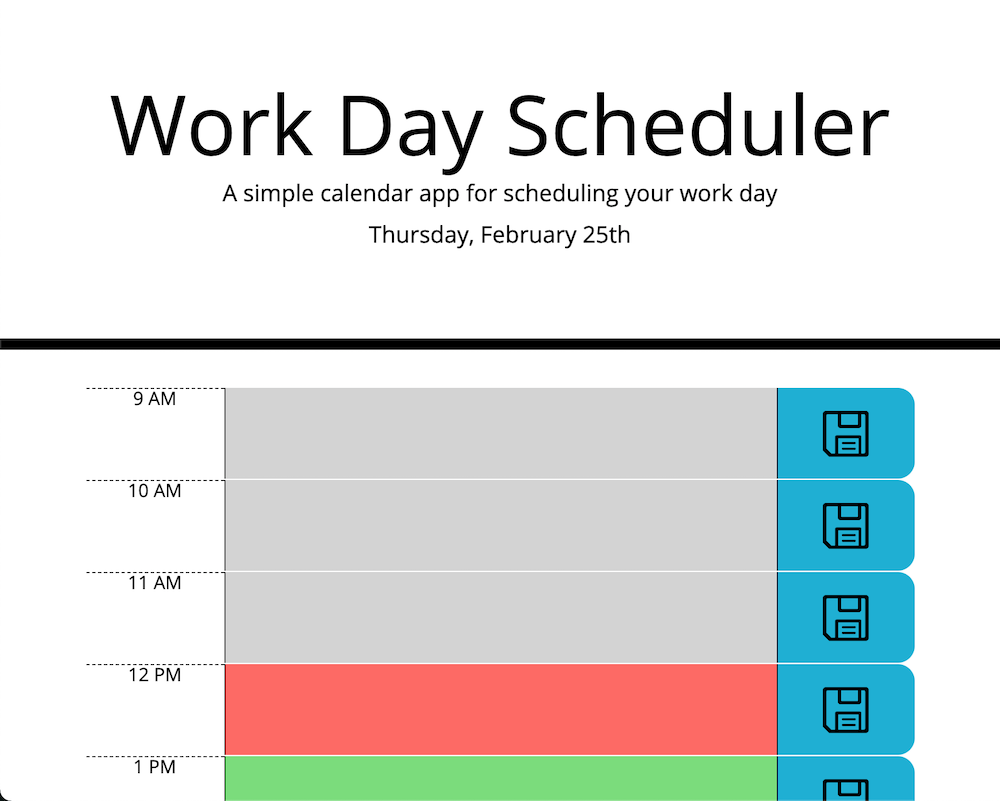 Work Day Scheduler
A simple calendar app for scheduling your work day
Thursday, February 25th
9 AM
10 AM
11 AM
12 PM
1 PM